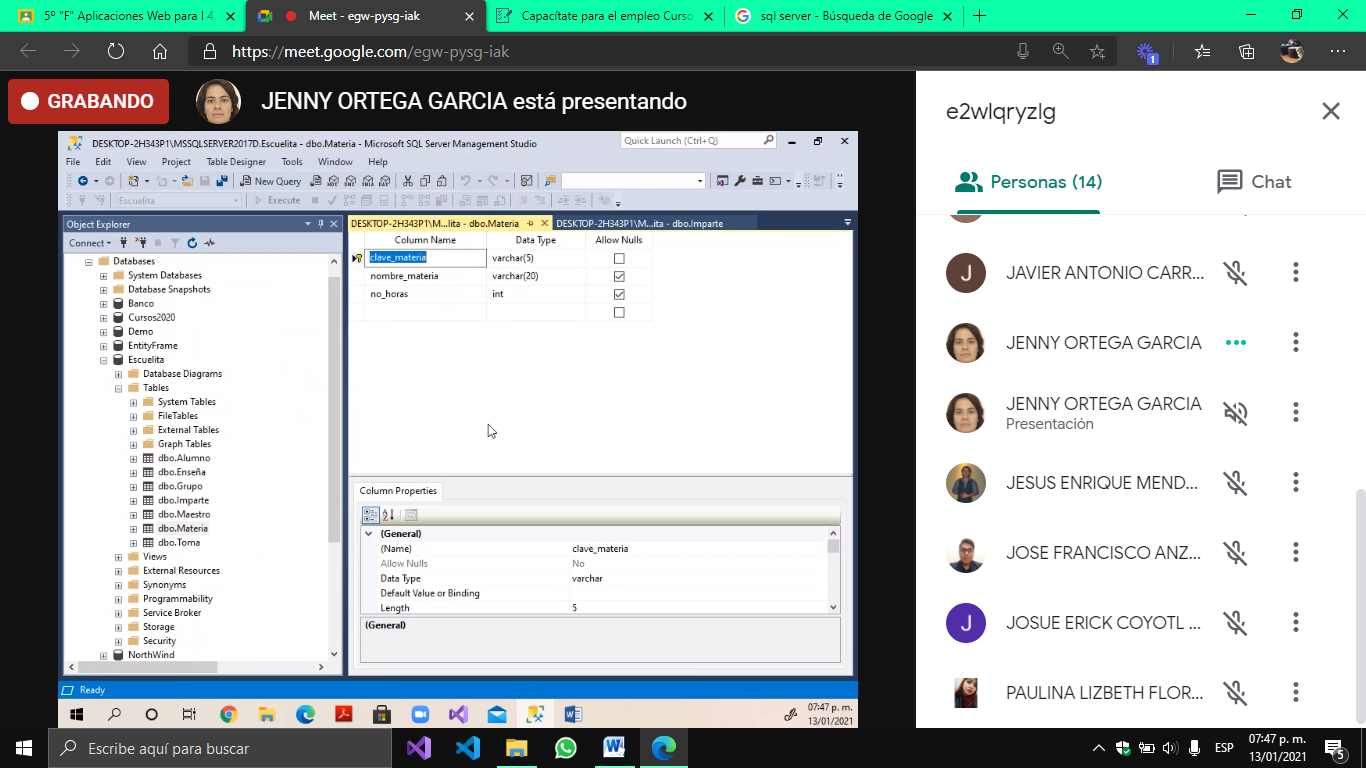 5º "F" Aplicaciones Web para I 4.
Meet - egw-pysg-iak
Capacítate para el empleo Curso
sql server - Búsqueda de Google
https://meet.google.com/egw-pysg-iak
1
GRABANDO
JENNY ORTEGA GARCIA está presentando
DESKTOP-2H343P1\MSSQLSERVER2017D.Escuelita - dbo.Materia - Microsoft SQL Server Management Studio
Quick Launch (Ctrl+Q)
File Edit View Project Table Designer Tools Window Help
New Query
Escuelita
Execute
Object Explorer
Connect
Databases
System Databases
Database Snapshots
Banco
Cursos2020
Demo
EntityFrame
Escuelita
Database Diagrams
Tables
System Tables
FileTables
External Tables
Graph Tables
dbo.Alumno
dbo.Enseña
dbo.Grupo
dbo.Imparte
dbo.Maestro
dbo.Materia
dbo.Toma
Views
External Resources
Synonyms
Programmability
Service Broker
Storage
Security
NorthWind
DESKTOP-2H343P1\M...lita - dbo.Materia
DESKTOP-2H343P1\M...ita - dbo.Imparte
Column Name Data Type Allow Nulls
clave_materia varchar(5)
nombre_materia varchar(20)
no_horas int
Column Properties
(General)
(Name) clave_materia
Allow Nulls No
Data Type varchar
Default Value or Binding
Length 5
(General)
Ready
07:47 p. m.
13/01/2021
e2wlqryzlg
Personas (14)
Chat
J JAVIER ANTONIO CARR...
JENNY ORTEGA GARCIA
JENNY ORTEGA GARCIA
Presentación
JESUS ENRIQUE MEND...
JOSE FRANCISCO ANZ...
J JOSUE ERICK COYOTL ...
PAULINA LIZBETH FLOR...
Escribe aquí para buscar
ESP
07:47 p. m.
13/01/2021
5